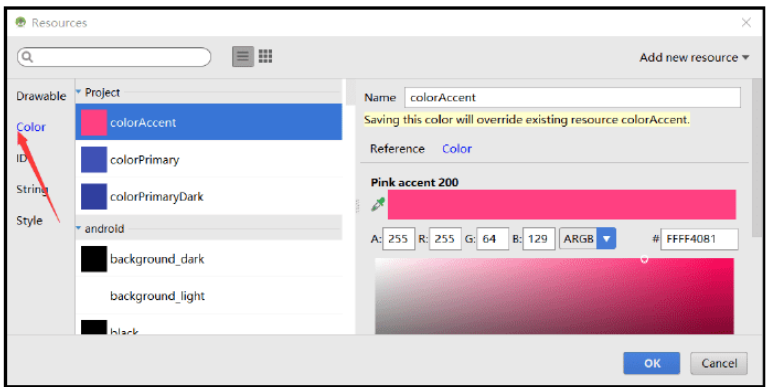 Resources
Add new resource
Drawable
Color
ID
String
Style
Project
colorAccent
colorPrimary
colorPrimaryDark
android
background_dark
background_light
black
Name colorAccent
Saving this color will override existing resource colorAccent.
Reference Color
Pink accent 200
A: 255 R: 255 G: 64 B: 129 ARGB # FFFF4081
OK Cancel